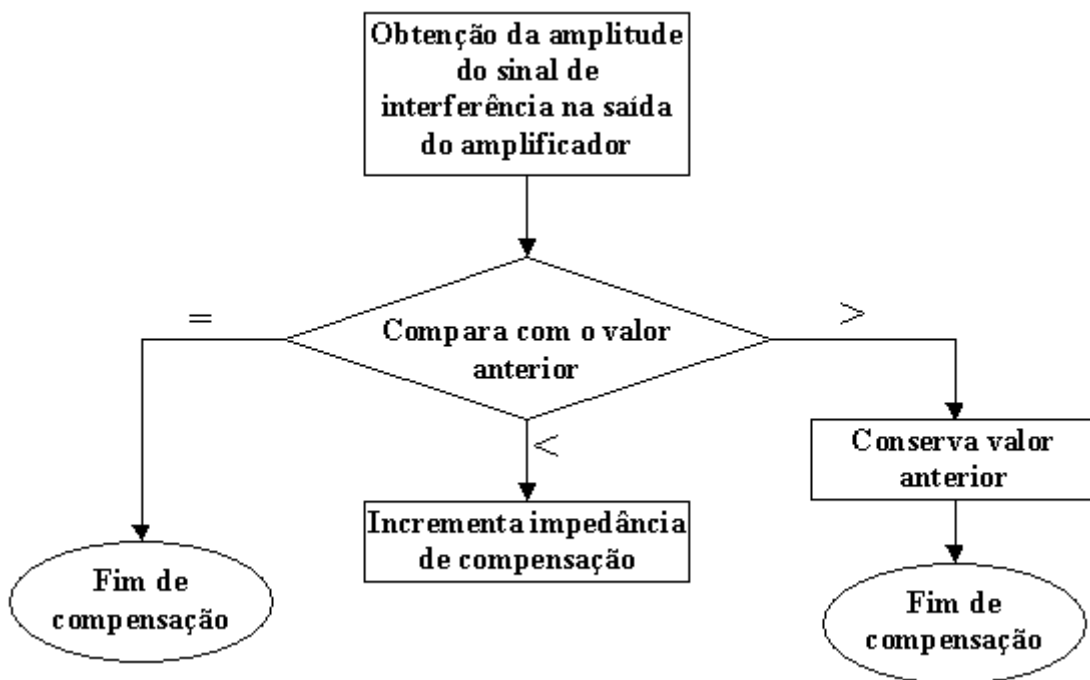 Obtenção da amplitude
do sinal de
interferência na saída
do amplificador
=
>
Compara com o valor
anterior
<
Conserva valor
anterior
Incrementa impedância
de compensação
Fim de
compensação
Fim de
compensação